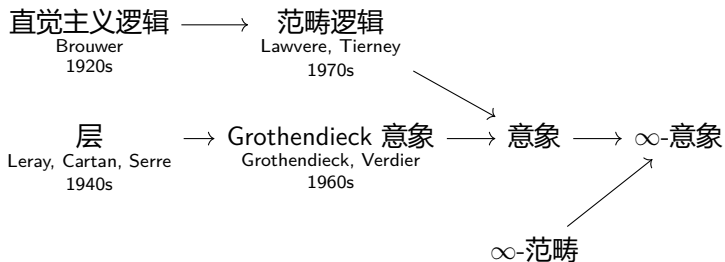 直觉主义逻辑
Brouwer
1920s
范畴逻辑
Lawvere, Tierney
1970s
层
Leray, Cartan, Serre
1940s
Grothendieck 意象
Grothendieck, Verdier
1960s
意象
∞-意象
∞-范畴